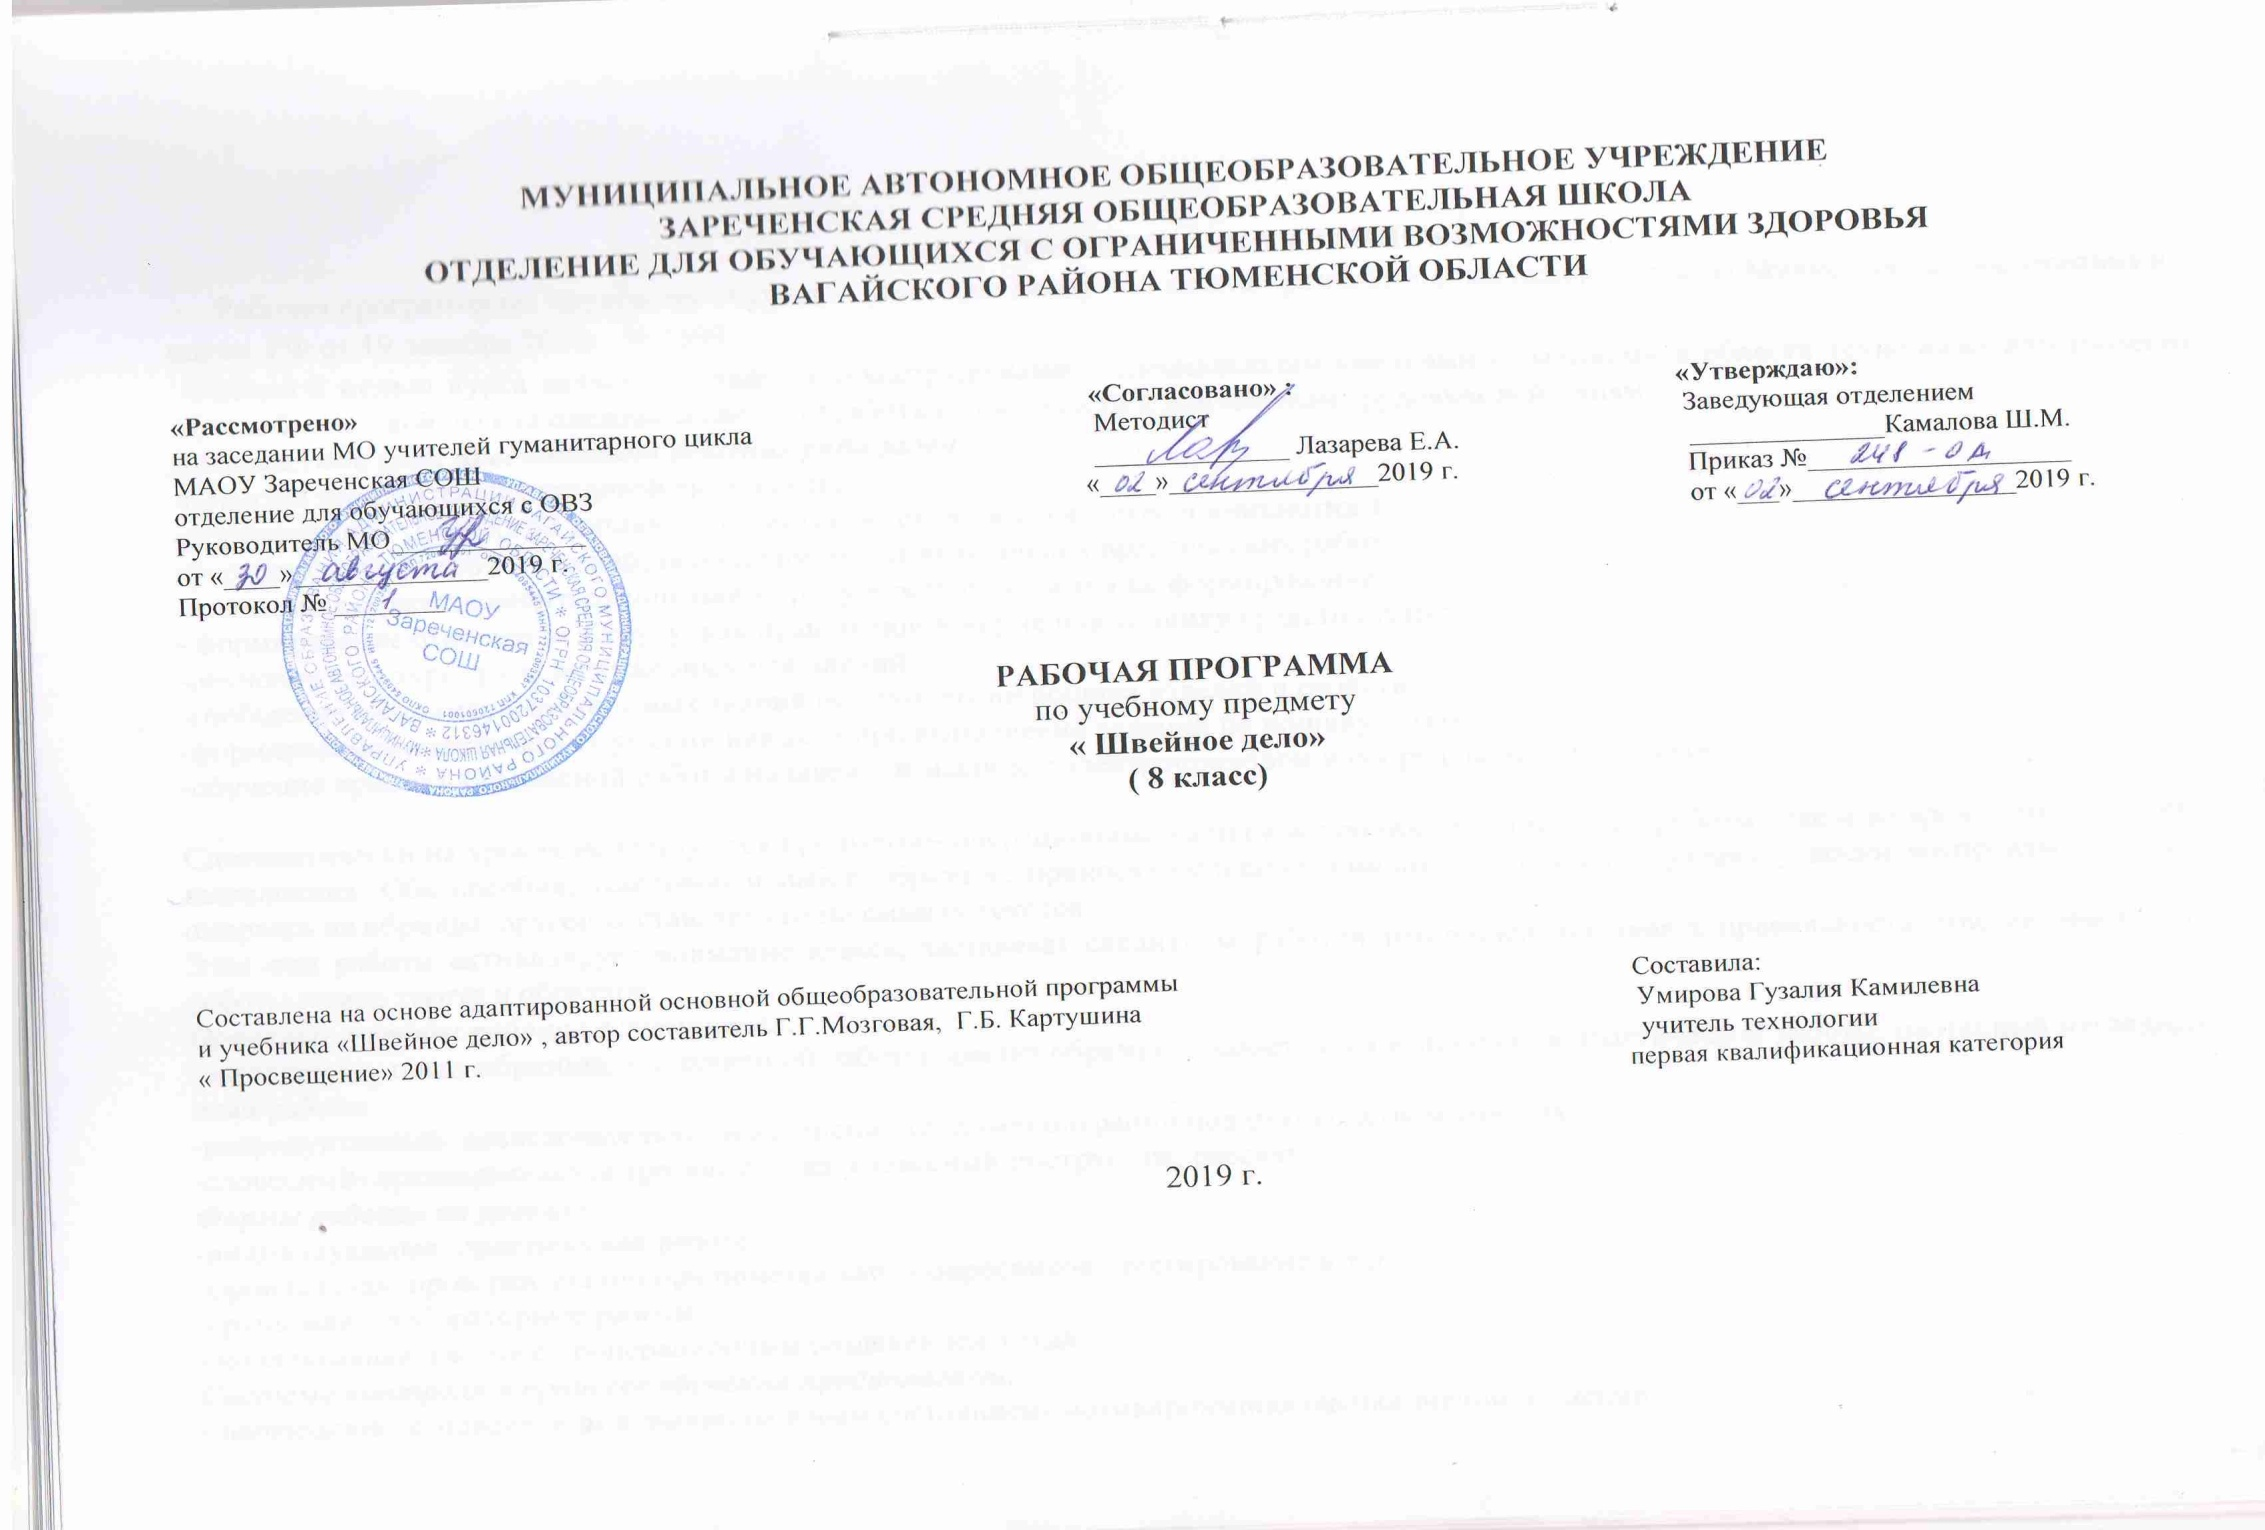 МУНИЦИПАЛЬНОЕ АВТОНОМНОЕ ОБЩЕОБРАЗОВАТЕЛЬНОЕ УЧРЕЖДЕНИЕ
ЗАРЕЧЕНСКАЯ СРЕДНЯЯ ОБЩЕОБРАЗОВАТЕЛЬНАЯ ШКОЛА
ОТДЕЛЕНИЕ ДЛЯ ОБУЧАЮЩИХСЯ С ОГРАНИЧЕННЫМИ ВОЗМОЖНОСТЯМИ ЗДОРОВЬЯ
ВАГАЙСКОГО РАЙОНА ТЮМЕНСКОЙ ОБЛАСТИ
«Рассмотрено»
на заседании МО учителей гуманитарного цикла
МАОУ Зареченская СОШ
отделение для обучающихся с ОВЗ
Руководитель МО
от «30» августа 2019 г.
Протокол № 1
МАОУ
Зареченская
СОШ
«Согласовано» :
Методист
Лазарева Е.А.
«02» сентября 2019 г.
«Утверждаю»:
Заведующая отделением
Камалова Ш.М.
Приказ № 248-од
от «02» сентября 2019 г.
РАБОЧАЯ ПРОГРАММА
по учебному предмету
« Швейное дело»
( 8 класс)
Составлена на основе адаптированной основной общеобразовательной программы
и учебника «Швейное дело» , автор составитель Г.Г.Мозговая, Г.Б. Картушина
« Просвещение» 2011 г.
Составила:
Умирова Гузалия Камилевна
учитель технологии
первая квалификационная категория
2019 г.